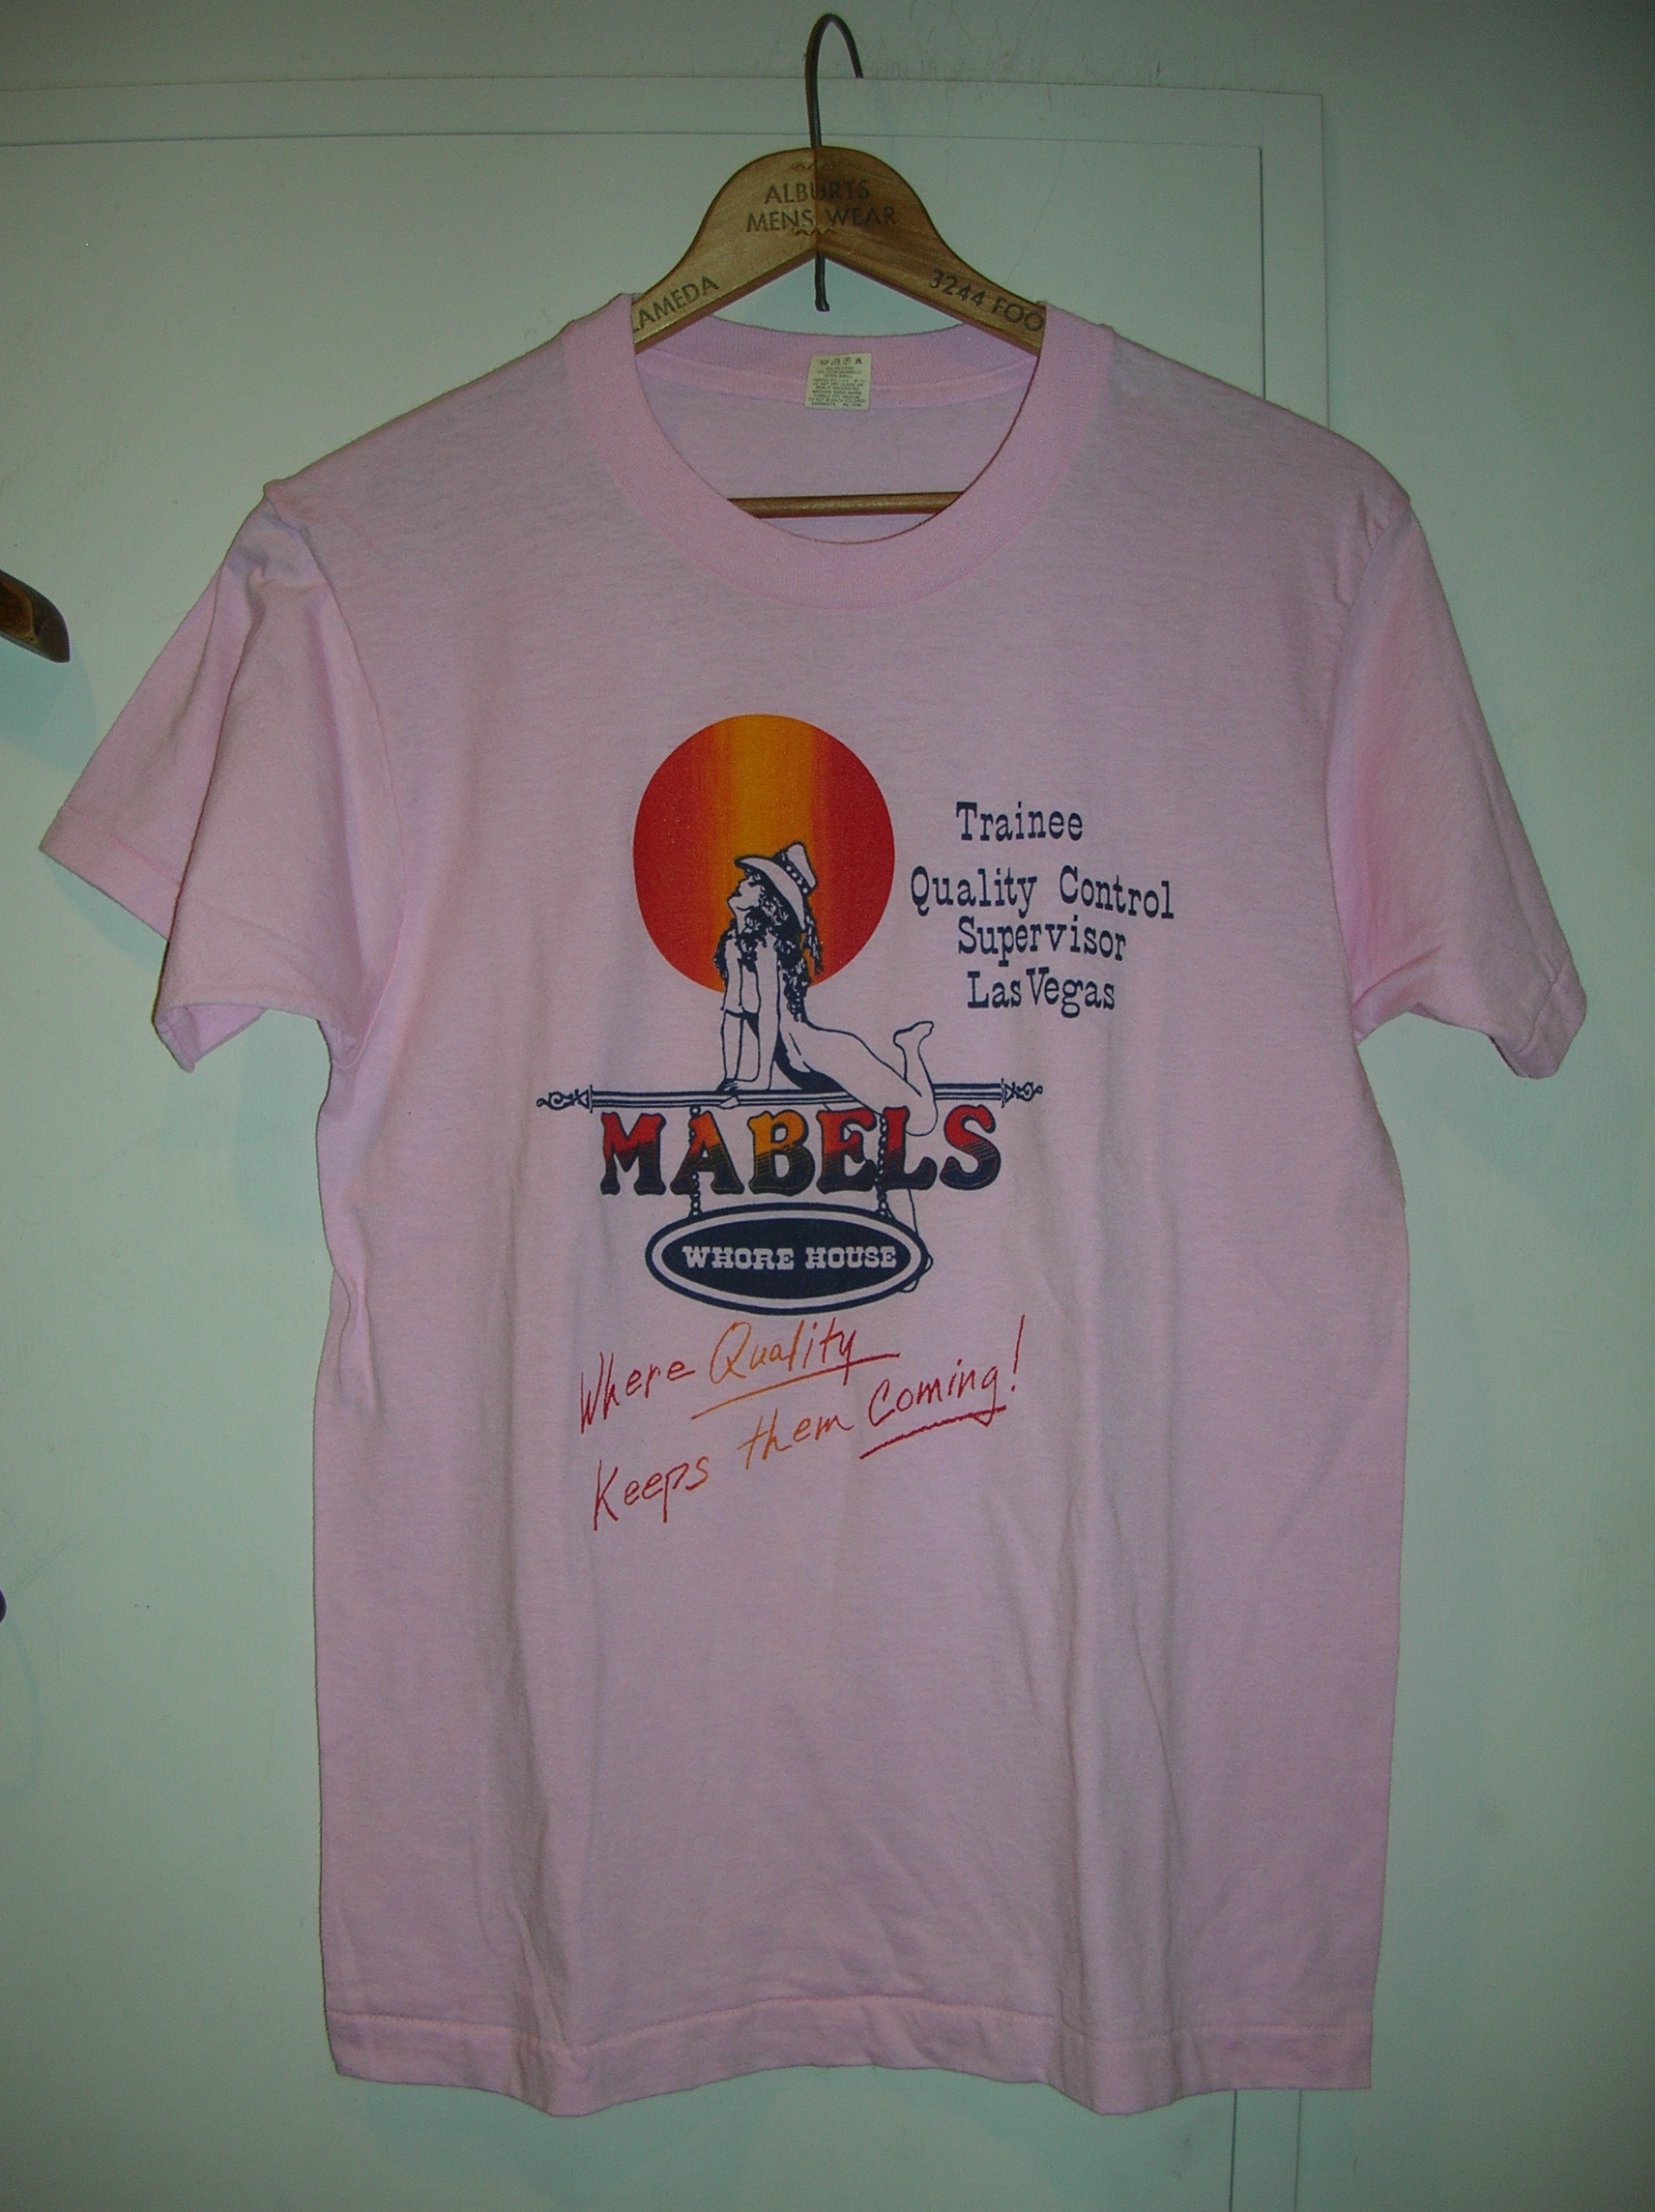 ALBURTS
MENS WEAR
LAMEDA
3244 FOO
Trainee
Quality Control
Supervisor
Las Vegas
MABELS
WHORE HOUSE
Where Quality
Keeps them Coming!